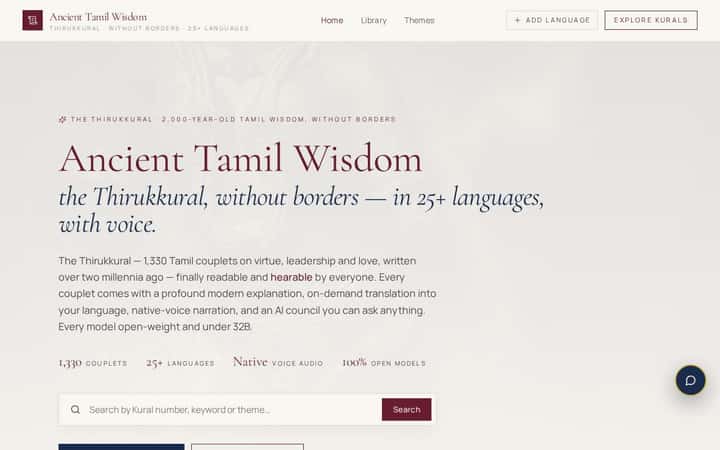 Ancient Tamil Wisdom
THIRUKKURAL · WITHOUT BORDERS · 25+ LANGUAGES
Home
Library
Themes
+ ADD LANGUAGE
EXPLORE KURALS
THE THIRUKKURAL · 2,000-YEAR-OLD TAMIL WISDOM, WITHOUT BORDERS
Ancient Tamil Wisdom
the Thirukkural, without borders — in 25+ languages,
with voice.
The Thirukkural — 1,330 Tamil couplets on virtue, leadership and love, written
over two millennia ago — finally readable and hearable by everyone. Every
couplet comes with a profound modern explanation, on-demand translation into
your language, native-voice narration, and an AI council you can ask anything.
Every model open-weight and under 32B.
1,330 COUPLETS
25+ LANGUAGES
Native VOICE AUDIO
100% OPEN MODELS
Search by Kural number, keyword or theme...
Search